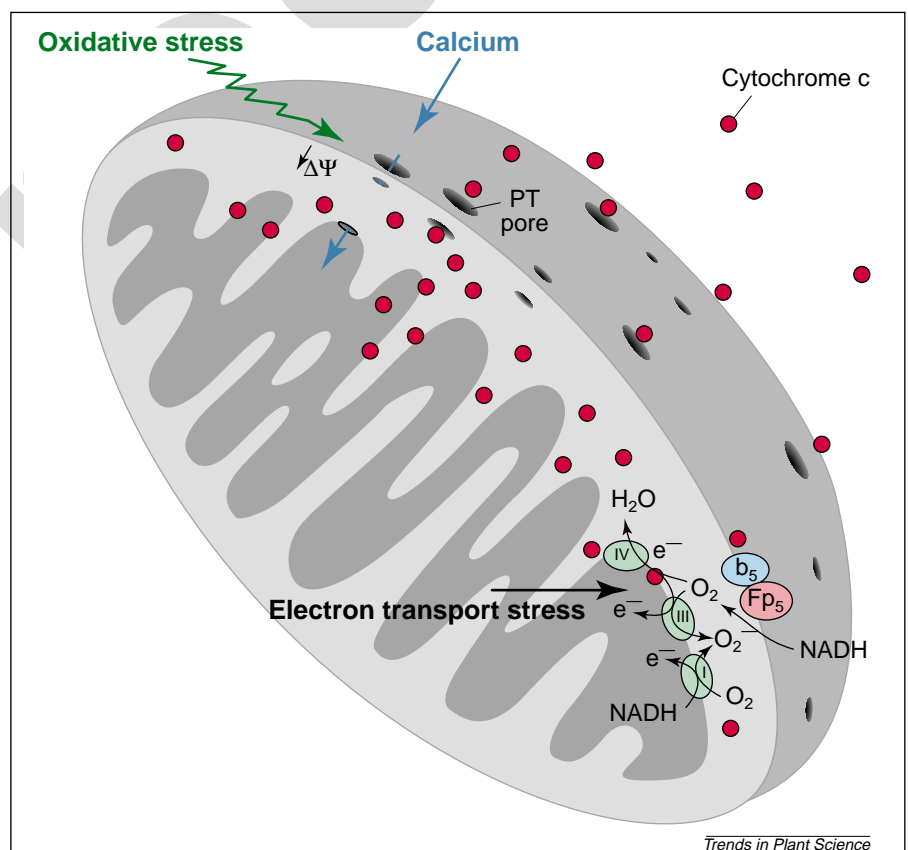 Oxidative stress
Calcium
Cytochrome c
ΔΨ
PT
pore
H₂O
IV
e—
b₅
O₂
Fp₅
Electron transport stress
e—
III
O₂—
NADH
e—
I
O₂
NADH
Trends in Plant Science